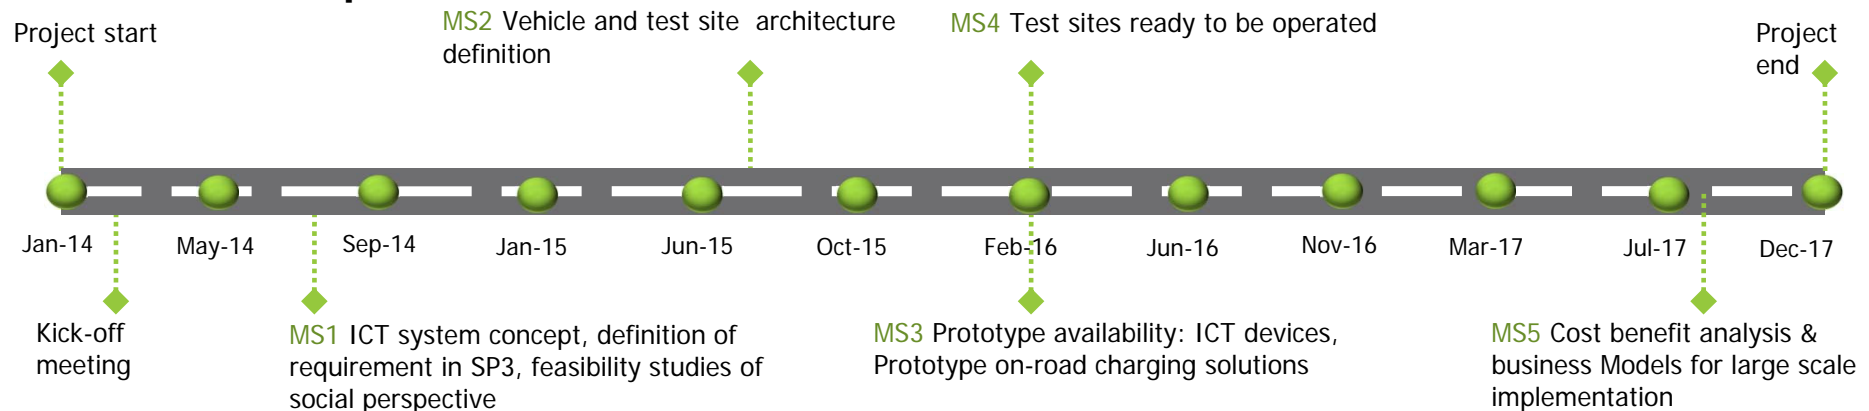 Project start
MS2 Vehicle and test site architecture
definition
MS4 Test sites ready to be operated
Project
end
Jan-14
May-14
Sep-14
Jan-15
Jun-15
Oct-15
Feb-16
Jun-16
Nov-16
Mar-17
Jul-17
Dec-17
Kick-off
meeting
MS1 ICT system concept, definition of
requirement in SP3, feasibility studies of
social perspective
MS3 Prototype availability: ICT devices,
Prototype on-road charging solutions
MS5 Cost benefit analysis &
business Models for large scale
implementation